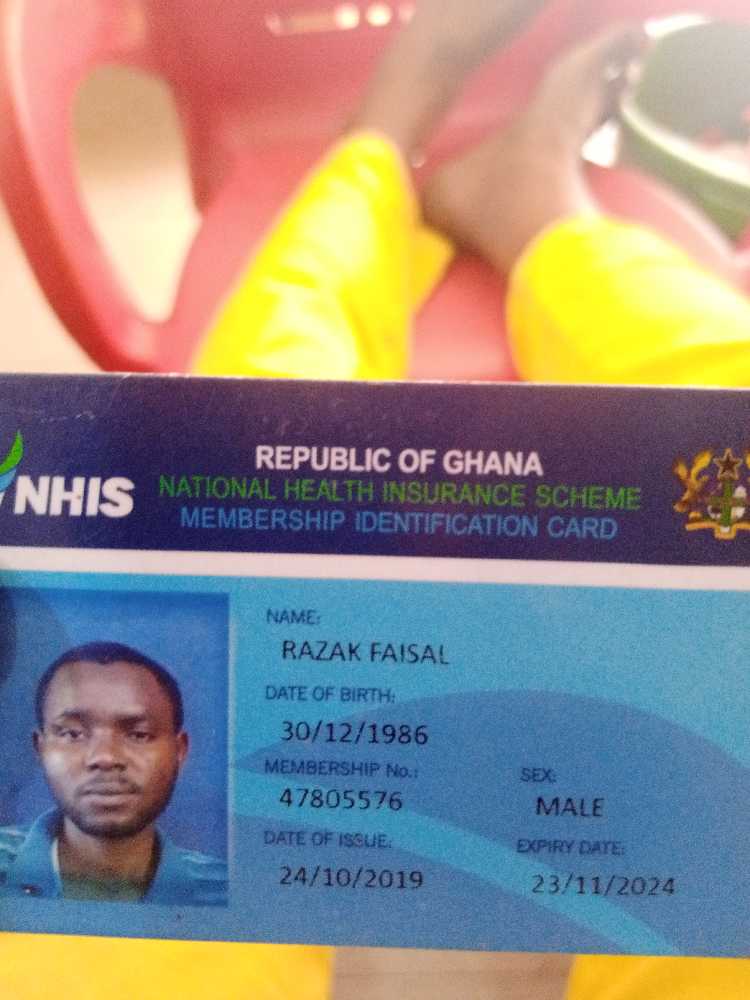 NHIS
REPUBLIC OF GHANA
NATIONAL HEALTH INSURANCE SCHEME
MEMBERSHIP IDENTIFICATION CARD
NAME:
RAZAK FAISAL
DATE OF BIRTH:
30/12/1986
MEMBERSHIP No.: SEX:
47805576 MALE
DATE OF ISSUE: EXPIRY DATE:
24/10/2019 23/11/2024